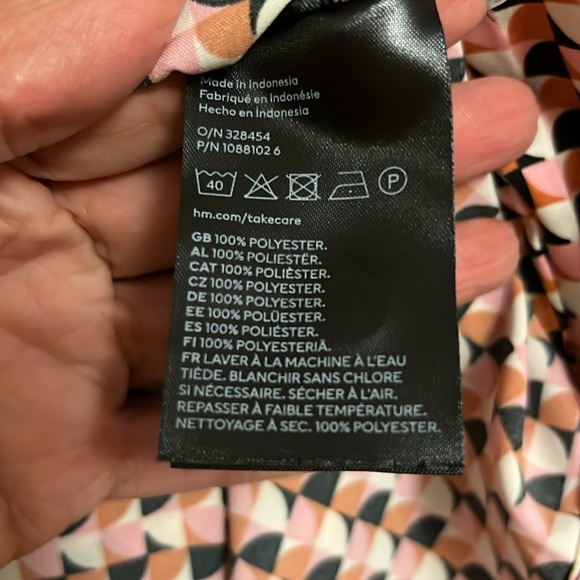 Made in Indonesia
Fabriqué en Indonésie
Hecho en Indonesia
O/N 328454
P/N 1088102 6
40 P
hm.com/takecare
GB 100% POLYESTER.
AL 100% POLIESTËR.
CAT 100% POLIÈSTER.
CZ 100% POLYESTER.
DE 100% POLYESTER.
EE 100% POLÜESTER.
ES 100% POLIÉSTER.
FI 100% POLYESTERIÄ.
FR LAVER À LA MACHINE À L'EAU
TIÈDE. BLANCHIR SANS CHLORE
SI NÉCESSAIRE. SÉCHER À L'AIR.
REPASSER À FAIBLE TEMPÉRATURE.
NETTOYAGE À SEC. 100% POLYESTER.